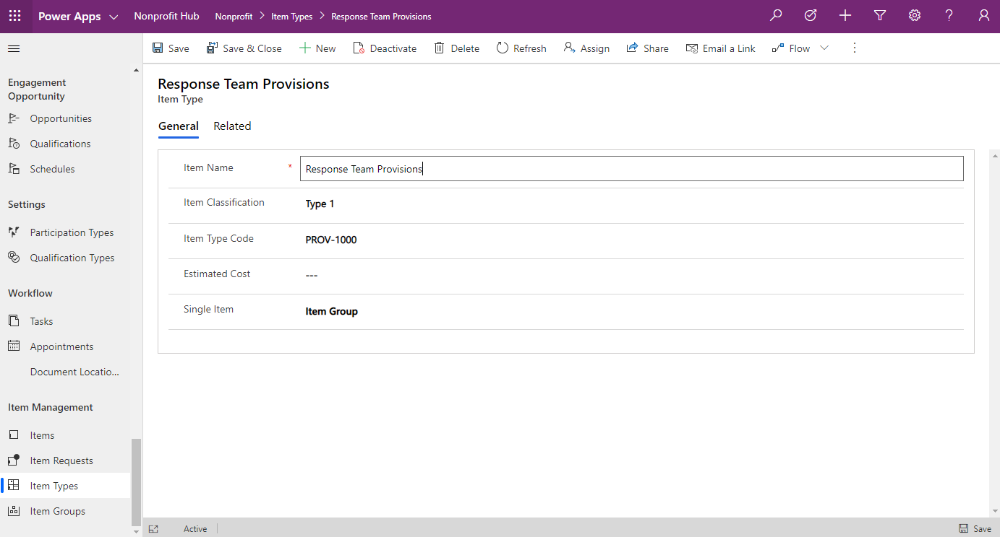 Power Apps Nonprofit Hub Nonprofit > Item Types > Response Team Provisions
Save Save & Close New Deactivate Delete Refresh Assign Share Email a Link Flow
Engagement
Opportunity
Opportunities
Qualifications
Schedules
Settings
Participation Types
Qualification Types
Workflow
Tasks
Appointments
Document Locatio...
Item Management
Items
Item Requests
Item Types
Item Groups
Response Team Provisions
Item Type
General Related
Item Name * Response Team Provisions
Item Classification Type 1
Item Type Code PROV-1000
Estimated Cost ---
Single Item Item Group
Active Save